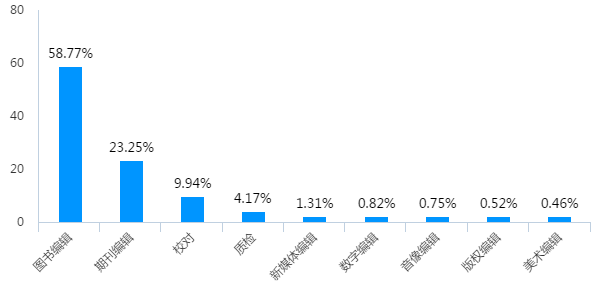 80
60
40
20
0
58.77%
23.25%
9.94%
4.17%
1.31%
0.82%
0.75%
0.52%
0.46%
图书编辑
期刊编辑
校对
质检
新媒体编辑
数字编辑
音像编辑
版权编辑
美术编辑